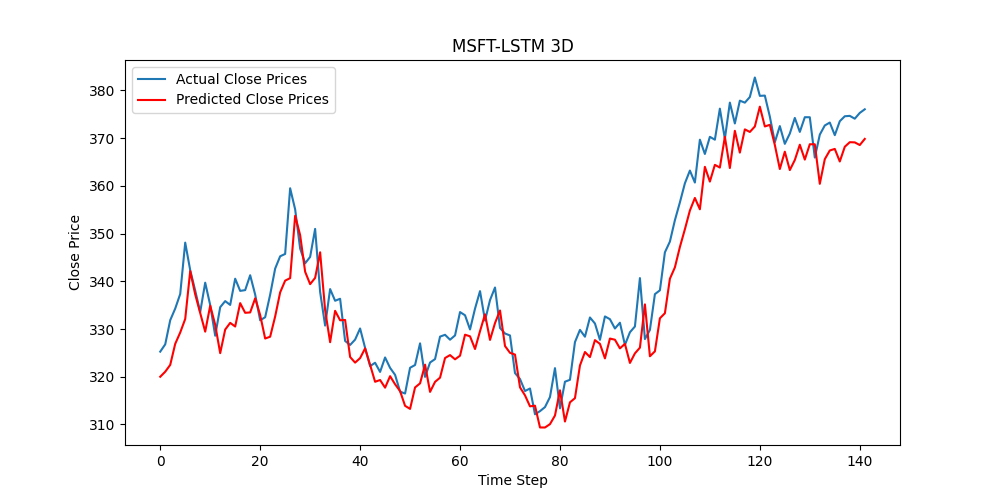 MSFT-LSTM 3D
Actual Close Prices
Predicted Close Prices
380
370
360
350
340
330
320
310
Close Price
0 20 40 60 80 100 120 140
Time Step